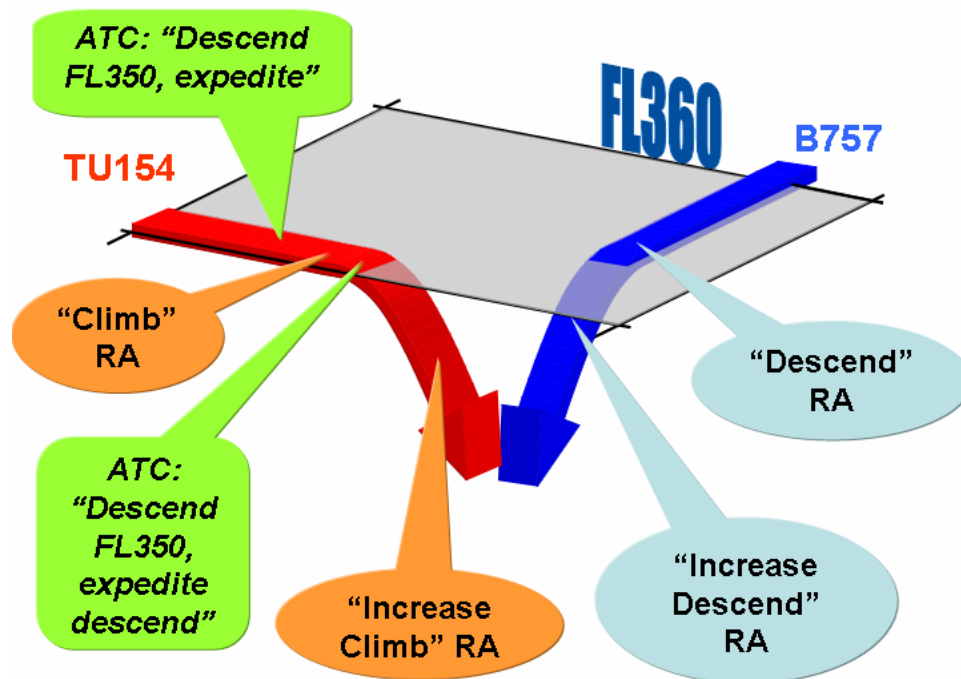 ATC: “Descend
FL350, expedite”
FL360
B757
TU154
“Climb”
RA
“Descend”
RA
ATC:
“Descend
FL350,
expedite
descend”
“Increase
Climb” RA
“Increase
Descend”
RA